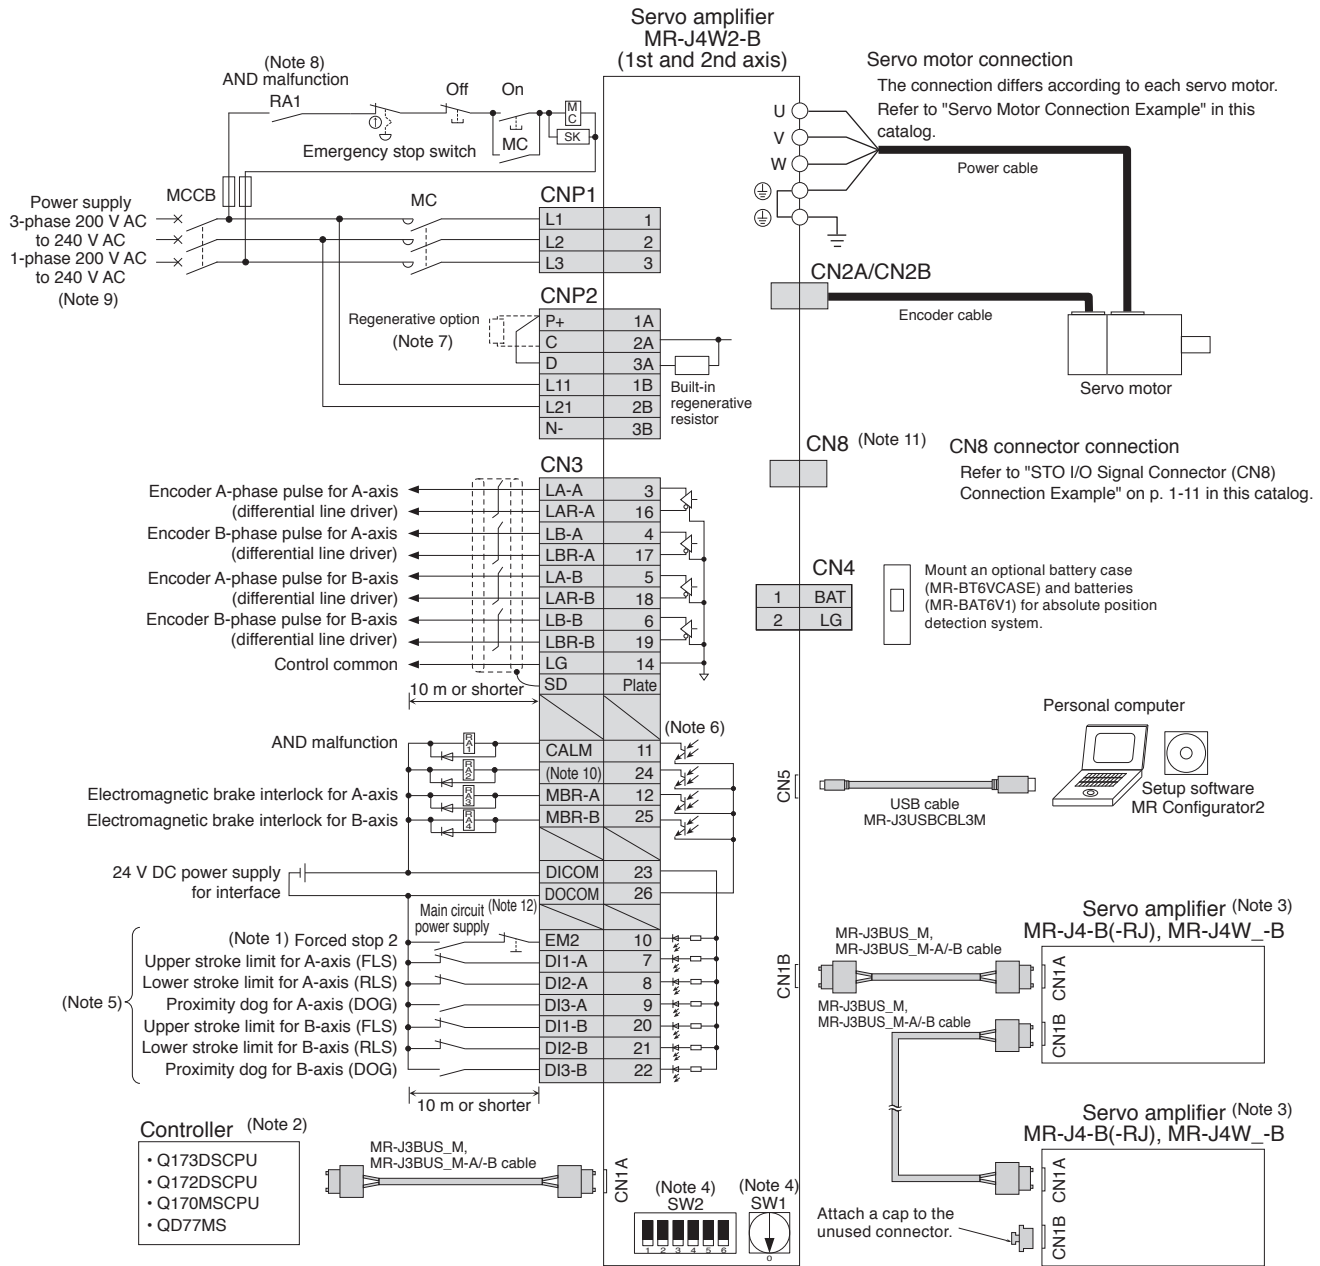 Servo amplifier
MR-J4W2-B
(1st and 2nd axis)
(Note 8)
AND malfunction
RA1
Off
On
MC
SK
MC
Emergency stop switch
Servo motor connection
The connection differs according to each servo motor.
Refer to "Servo Motor Connection Example" in this
catalog.
U
V
W
Power cable
Power supply
3-phase 200 V AC
to 240 V AC
1-phase 200 V AC
to 240 V AC
(Note 9)
MCCB
MC
CNP1
L1 1
L2 2
L3 3
CN2A/CN2B
Encoder cable
Servo motor
CNP2
Regenerative option
(Note 7)
P+ 1A
C 2A
D 3A
L11 1B
L21 2B
N- 3B
Built-in
regenerative
resistor
CN8 (Note 11)
CN8 connector connection
Refer to "STO I/O Signal Connector (CN8)
Connection Example" on p. 1-11 in this catalog.
CN3
Encoder A-phase pulse for A-axis
(differential line driver)
Encoder B-phase pulse for A-axis
(differential line driver)
Encoder A-phase pulse for B-axis
(differential line driver)
Encoder B-phase pulse for B-axis
(differential line driver)
Control common
LA-A 3
LAR-A 16
LB-A 4
LBR-A 17
LA-B 5
LAR-B 18
LB-B 6
LBR-B 19
LG 14
SD Plate
10 m or shorter
CN4
1 BAT
2 LG
Mount an optional battery case
(MR-BT6VCASE) and batteries
(MR-BAT6V1) for absolute position
detection system.
(Note 6)
AND malfunction
RA1
CALM 11
RA2
(Note 10) 24
Electromagnetic brake interlock for A-axis
RA3
MBR-A 12
Electromagnetic brake interlock for B-axis
RA4
MBR-B 25
CN5
USB cable
MR-J3USBCBL3M
Personal computer
Setup software
MR Configurator2
24 V DC power supply
for interface
DICOM 23
DOCOM 26
Main circuit (Note 12)
power supply
(Note 5)
(Note 1) Forced stop 2
EM2 10
Upper stroke limit for A-axis (FLS)
DI1-A 7
Lower stroke limit for A-axis (RLS)
DI2-A 8
Proximity dog for A-axis (DOG)
DI3-A 9
Upper stroke limit for B-axis (FLS)
DI1-B 20
Lower stroke limit for B-axis (RLS)
DI2-B 21
Proximity dog for B-axis (DOG)
DI3-B 22
10 m or shorter
CN1B
MR-J3BUS_M,
MR-J3BUS_M-A/-B cable
Servo amplifier (Note 3)
MR-J4-B(-RJ), MR-J4W_-B
CN1A
CN1B
MR-J3BUS_M,
MR-J3BUS_M-A/-B cable
Servo amplifier (Note 3)
MR-J4-B(-RJ), MR-J4W_-B
CN1A
CN1B
Attach a cap to the
unused connector.
Controller (Note 2)
• Q173DSCPU
• Q172DSCPU
• Q170MSCPU
• QD77MS
MR-J3BUS_M,
MR-J3BUS_M-A/-B cable
CN1A
(Note 4)
SW2
1 2 3 4 5 6
(Note 4)
SW1
0